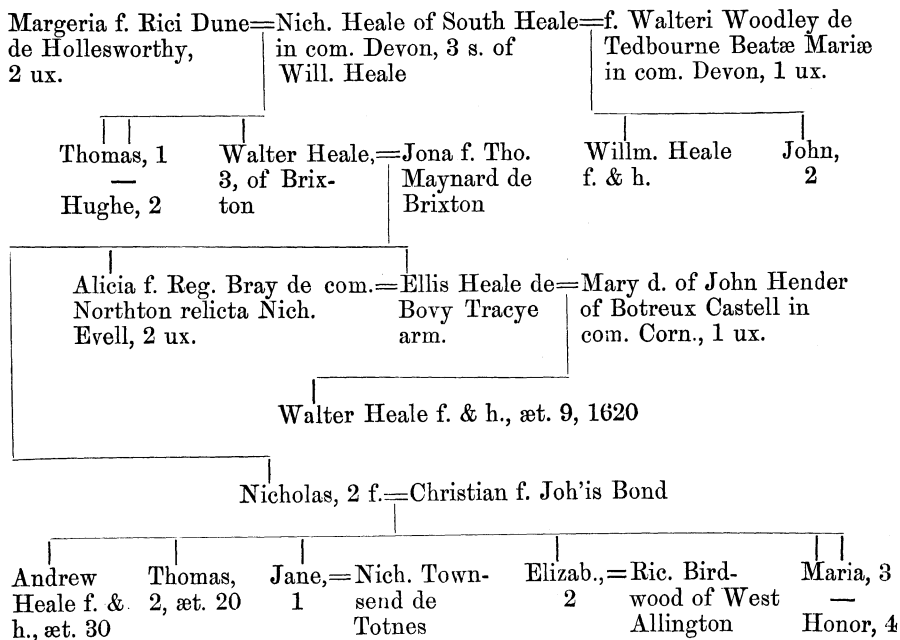 Margeria f. Rici Dune=Nich. Heale of South Heale=f. Walteri Woodley de
de Hollesworthy, in com. Devon, 3 s. of Tedbourne Beatæ Mariæ
2 ux. Will. Heale in com. Devon, 1 ux.
Thomas, 1 Walter Heale,=Jona f. Tho. Willm. Heale John,
— 3, of Brix- Maynard de f. & h. 2
Hughe, 2 ton Brixton
Alicia f. Reg. Bray de com.=Ellis Heale de=Mary d. of John Hender
Northton relicta Nich. Bovy Tracye of Botreux Castell in
Evell, 2 ux. arm. com. Corn., 1 ux.
Walter Heale f. & h., æt. 9, 1620
Nicholas, 2 f.=Christian f. Joh'is Bond
Andrew Thomas, Jane,=Nich. Town- Elizab.,=Ric. Bird- Maria, 3
Heale f. & 2, æt. 20 1 send de 2 wood of West —
h., æt. 30 Totnes Allington Honor, 4